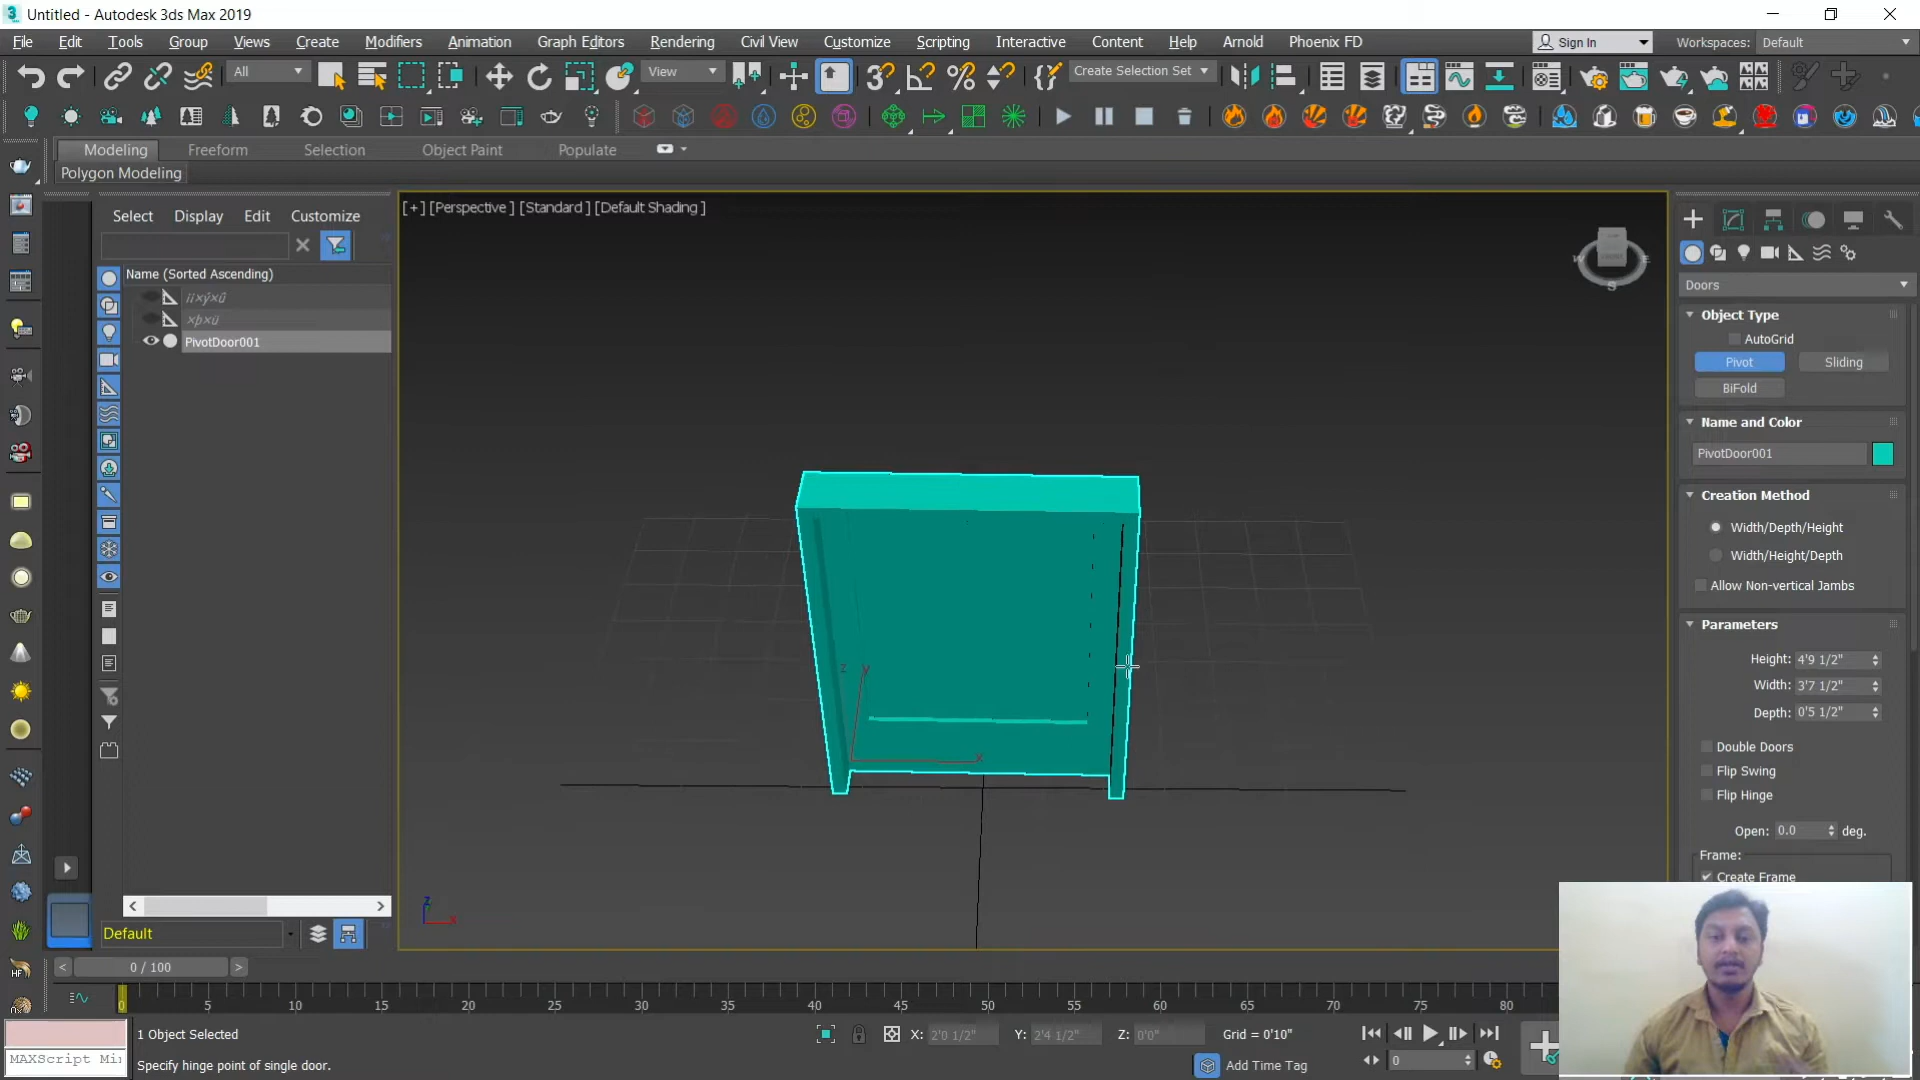 Untitled - Autodesk 3ds Max 2019
File Edit Tools Group Views Create Modifiers Animation Graph Editors Rendering Civil View Customize Scripting Interactive Content Help Arnold Phoenix FD Sign In Workspaces: Default
All View Create Selection Set
Modeling Freeform Selection Object Paint Populate
Polygon Modeling
Select Display Edit Customize
Name (Sorted Ascending)
PivotDoor001
Default
[+] [Perspective ] [Standard ] [Default Shading ]
W E S
z y x
z x
Doors
Object Type
AutoGrid
Pivot Sliding
BiFold
Name and Color
PivotDoor001
Creation Method
Width/Depth/Height
Width/Height/Depth
Allow Non-vertical Jambs
Parameters
Height: 4'9 1/2"
Width: 3'7 1/2"
Depth: 0'5 1/2"
Double Doors
Flip Swing
Flip Hinge
Open: 0.0 deg.
Frame:
Create Frame
< 0 / 100 >
0 5 10 15 20 25 30 35 40 45 50 55 60 65 70 75 80
1 Object Selected X: 2'0 1/2" Y: 2'4 1/2" Z: 0'0" Grid = 0'10"
MAXScript Mi Specify hinge point of single door. Add Time Tag 0